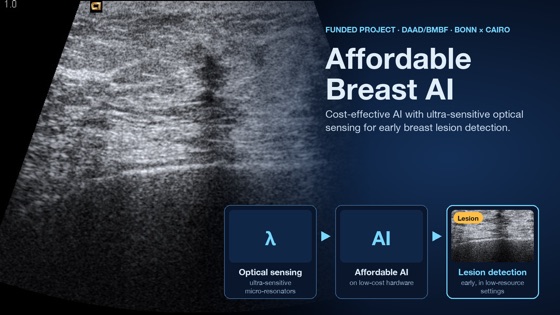 1.0
FUNDED PROJECT · DAAD/BMBF · BONN × CAIRO
Affordable
Breast AI
Cost-effective AI with ultra-sensitive optical
sensing for early breast lesion detection.
λ
Optical sensing
ultra-sensitive
micro-resonators
AI
Affordable AI
on low-cost hardware
Lesion
Lesion detection
early, in low-resource
settings